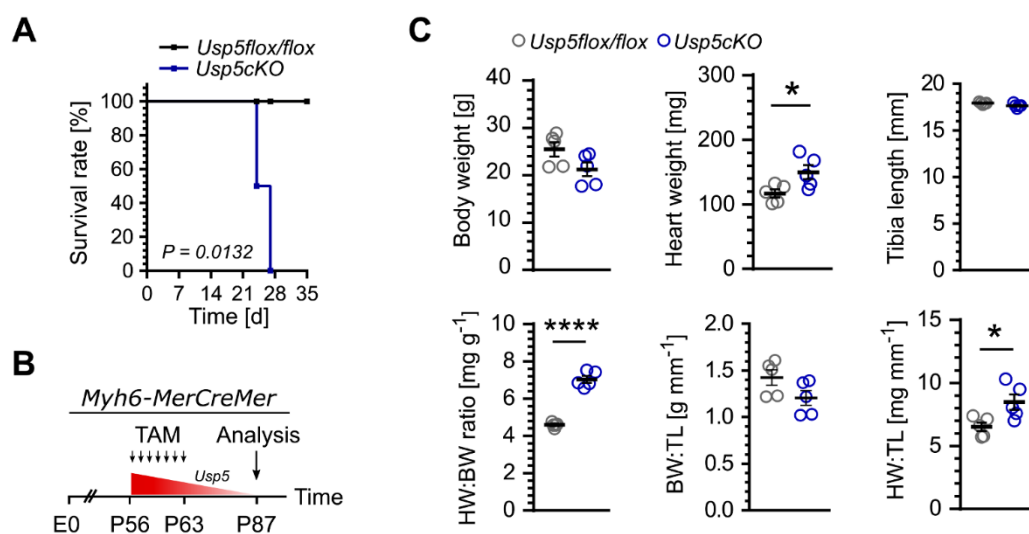 A
Usp5flox/flox
Usp5cKO
Survival rate [%]
100
80
60
40
20
0
P = 0.0132
0 7 14 21 28 35
Time [d]
B
Myh6-MerCreMer
TAM Analysis
Usp5
Time
E0 P56 P63 P87
C
Usp5flox/flox Usp5cKO
Body weight [g]
40
30
20
10
0
Heart weight [mg]
300
200
100
0
*
Tibia length [mm]
20
15
10
5
0
HW:BW ratio [mg g⁻¹]
10
8
6
4
2
0
****
BW:TL [g mm⁻¹]
2.0
1.5
1.0
0.5
0.0
HW:TL [mg mm⁻¹]
15
10
5
0
*